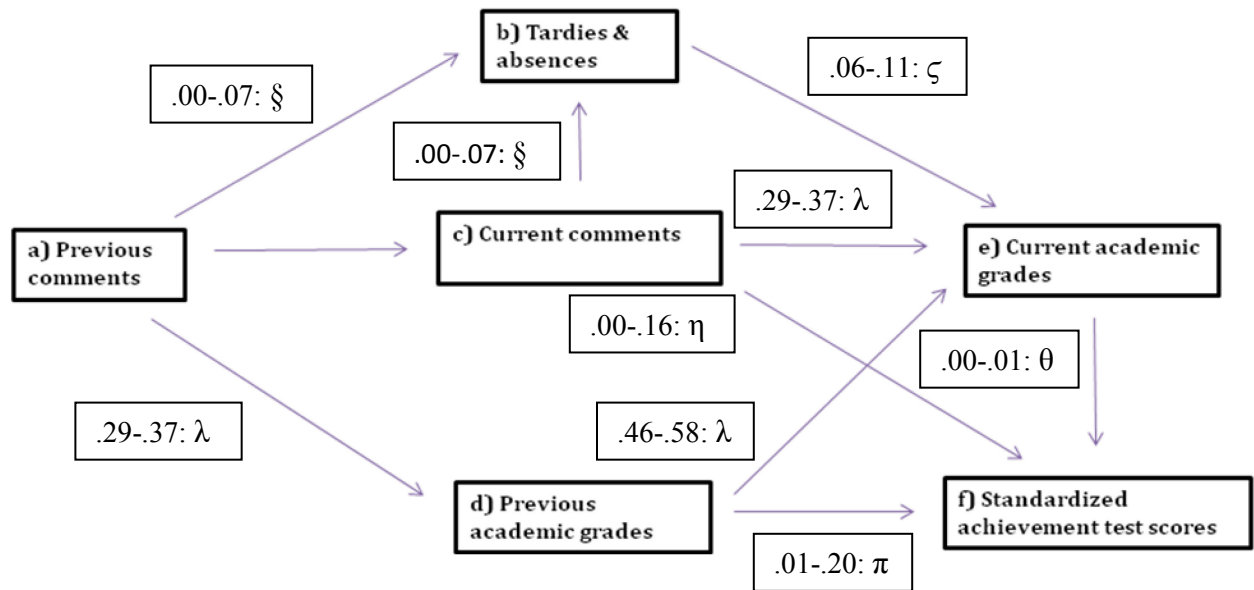 b) Tardies &
absences
.06-.11: ς
.00-.07: §
.00-.07: §
.29-.37: λ
c) Current comments
a) Previous
comments
e) Current academic
grades
.00-.16: η
.00-.01: θ
.29-.37: λ
.46-.58: λ
d) Previous
academic grades
f) Standardized
achievement test scores
.01-.20: π